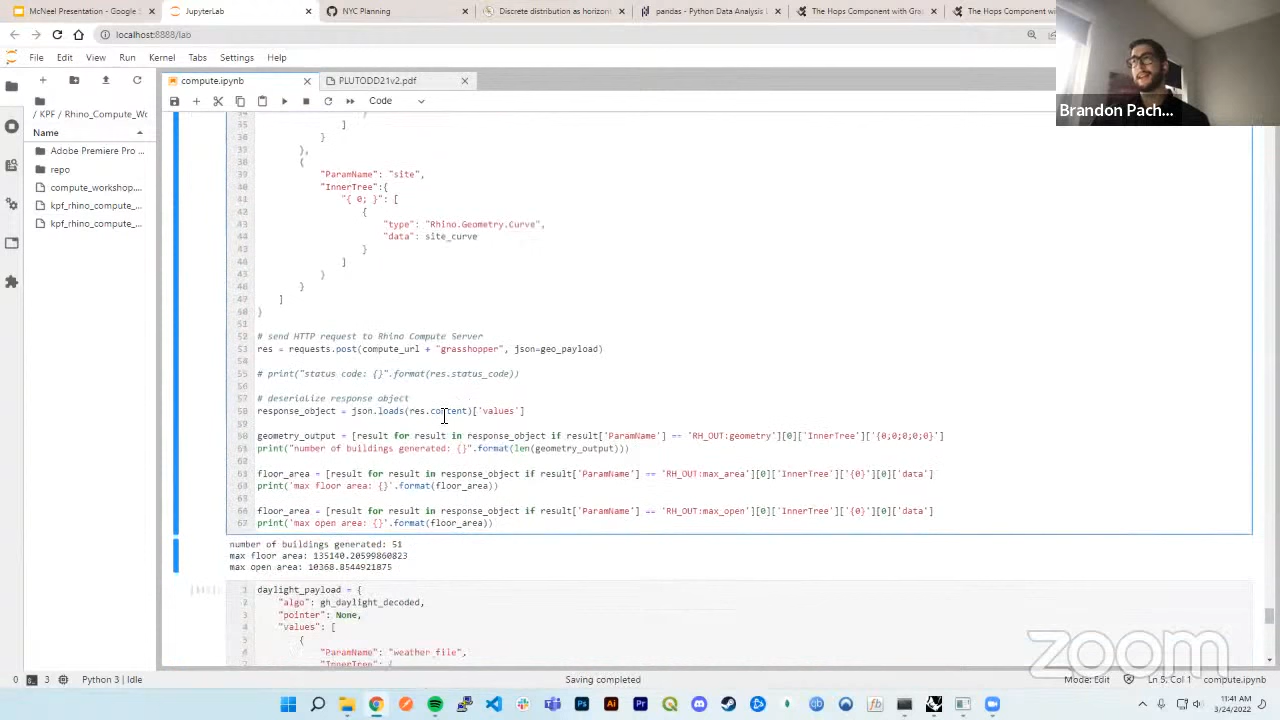 McNeel Presentation - Google
JupyterLab
NYC Planning
Discrete distribution as horizon
pandas - Python Data Analysis L
The Hops Component with Gra
The Hops Component with
localhost:8888/lab
File Edit View Run Kernel Tabs Settings Help
compute.ipynb
PLUTODD21v2.pdf
Code
/ KPF / Rhino_Compute_Wo
Name
Adobe Premiere Pro ...
repo
compute_workshop....
kpf_rhino_compute_...
kpf_rhino_compute_...
Brandon Pach...
]
}
},
{
"ParamName": "site",
"InnerTree":{
"{ 0; }": [
{
"type": "Rhino.Geometry.Curve",
"data": site_curve
}
]
}
}
]
}
# send HTTP request to Rhino Compute Server
res = requests.post(compute_url + "grasshopper", json=geo_payload)
# print("status code: {}".format(res.status_code))
# deserialize response object
response_object = json.loads(res.content)['values']
geometry_output = [result for result in response_object if result['ParamName'] == 'RH_OUT:geometry'][0]['InnerTree']['{0;0;0;0;0}']
print("number of buildings generated: {}".format(len(geometry_output)))
floor_area = [result for result in response_object if result['ParamName'] == 'RH_OUT:max_area'][0]['InnerTree']['{0}'][0]['data']
print('max floor area: {}'.format(floor_area))
floor_area = [result for result in response_object if result['ParamName'] == 'RH_OUT:max_open'][0]['InnerTree']['{0}'][0]['data']
print('max open area: {}'.format(floor_area))
number of buildings generated: 51
max floor area: 135140.20599860823
max open area: 10368.8544921875
daylight_payload = {
"algo": gh_daylight_decoded,
"pointer": None,
"values": [
{
"ParamName": "weather_file",
"InnerTree": {
zoom
0
Python 3 | Idle
Saving completed
Mode: Edit
compute.ipynb
11:41 AM
3/24/2022